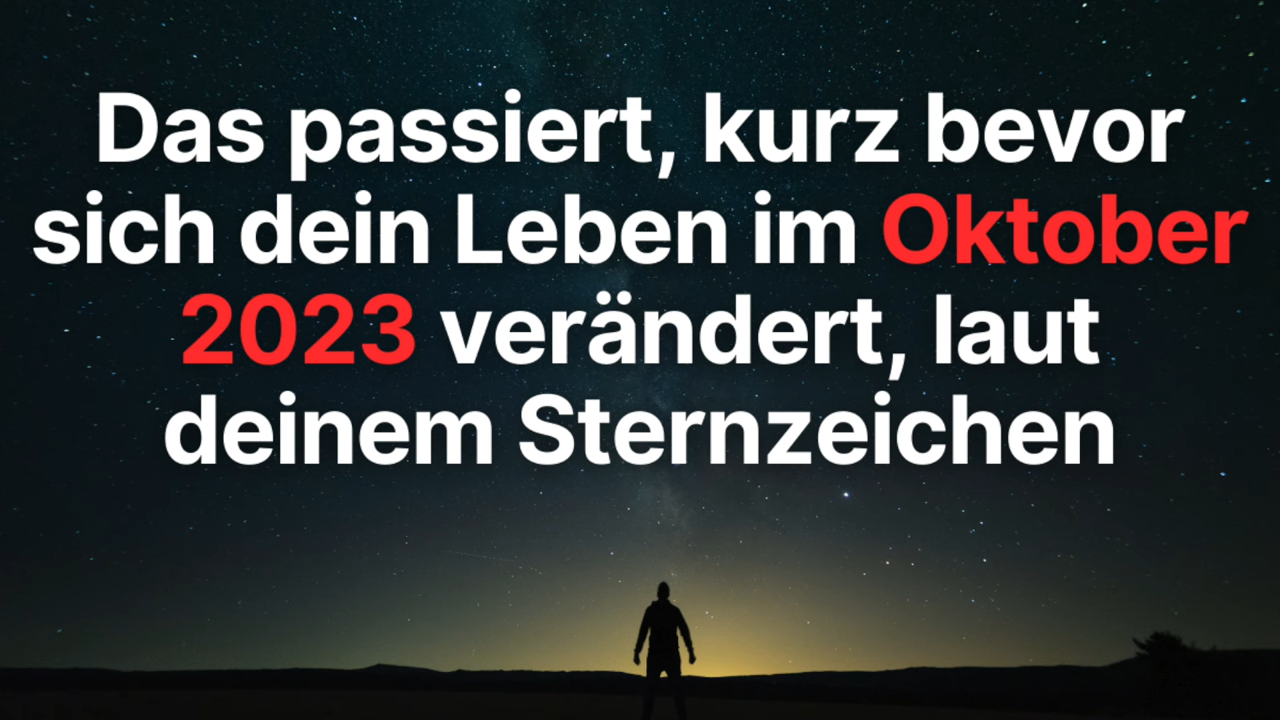 Das passiert, kurz bevor
sich dein Leben im Oktober
2023 verändert, laut
deinem Sternzeichen